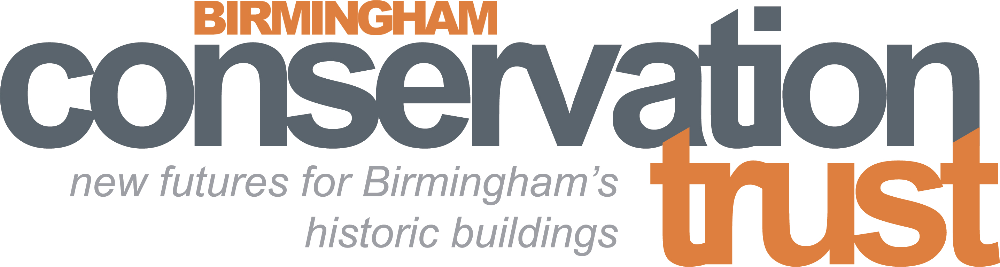 BIRMINGHAM
conservation
trust
new futures for Birmingham’s
historic buildings